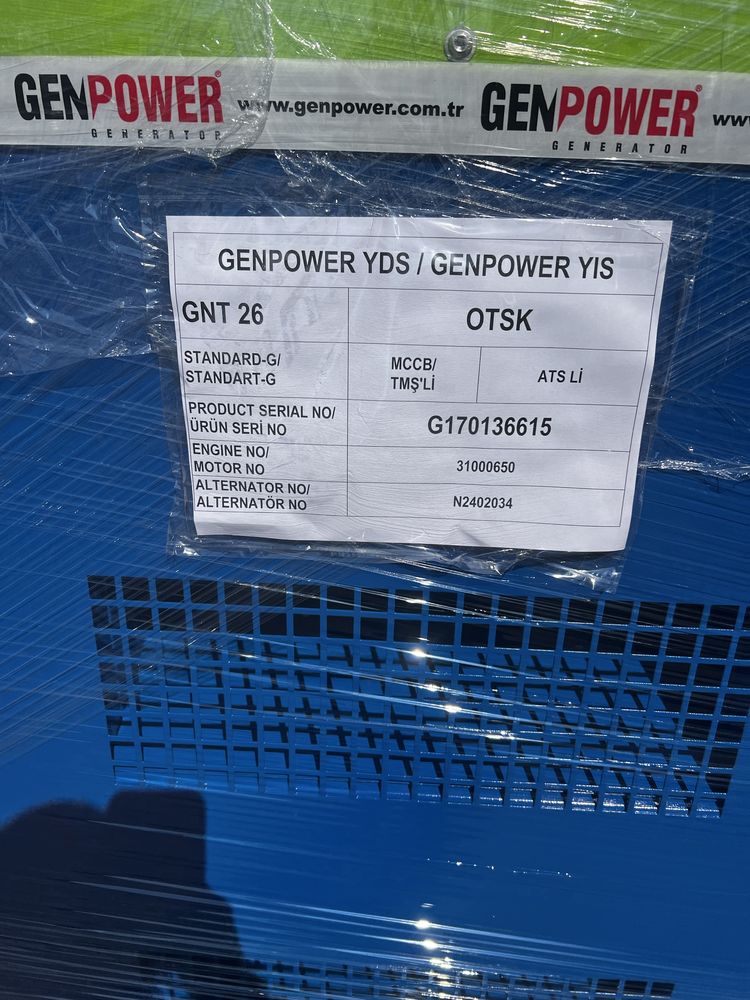 GENPOWER® www.genpower.com.tr GENPOWER® www
GENERATOR GENERATOR
GENPOWER YDS / GENPOWER YIS
GNT 26 OTSK
STANDARD-G/
STANDART-G
MCCB/
TMŞ'Lİ
ATS Lİ
PRODUCT SERIAL NO/
ÜRÜN SERİ NO
G170136615
ENGINE NO/
MOTOR NO
31000650
ALTERNATOR NO/
ALTERNATÖR NO
N2402034